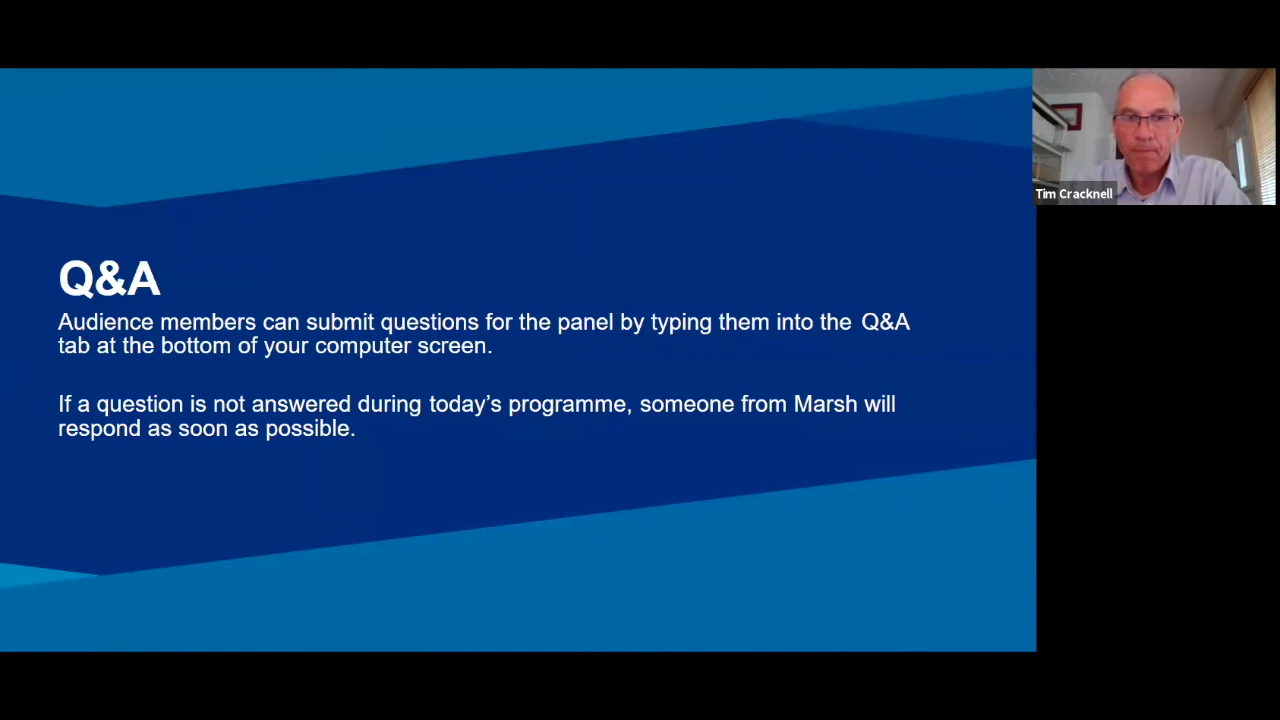 Q&A
Audience members can submit questions for the panel by typing them into the Q&A
tab at the bottom of your computer screen.
If a question is not answered during today's programme, someone from Marsh will
respond as soon as possible.
Tim Cracknell